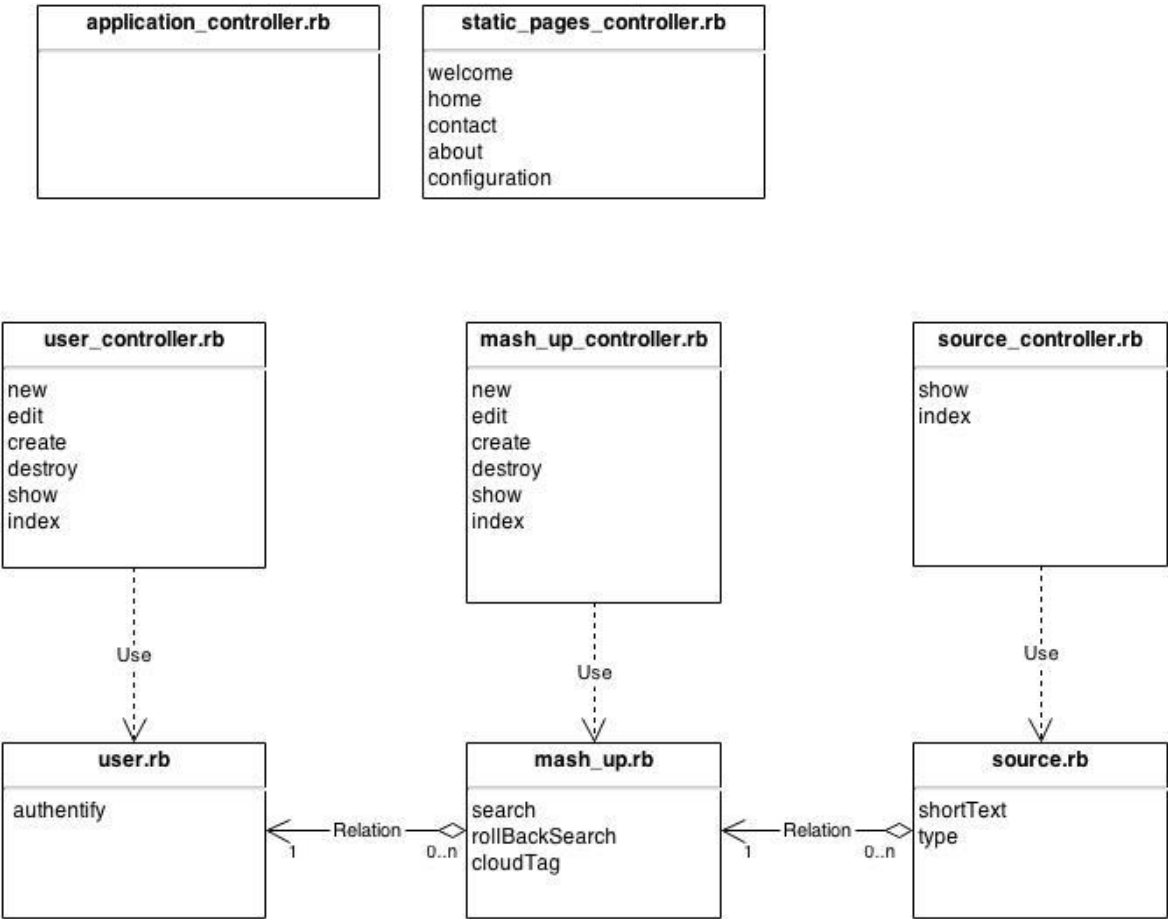 application_controller.rb
static_pages_controller.rb
welcome
home
contact
about
configuration
user_controller.rb
new
edit
create
destroy
show
index
mash_up_controller.rb
new
edit
create
destroy
show
index
source_controller.rb
show
index
Use
Use
Use
user.rb
authentify
mash_up.rb
search
rollBackSearch
cloudTag
source.rb
shortText
type
Relation
1
0..n
Relation
1
0..n